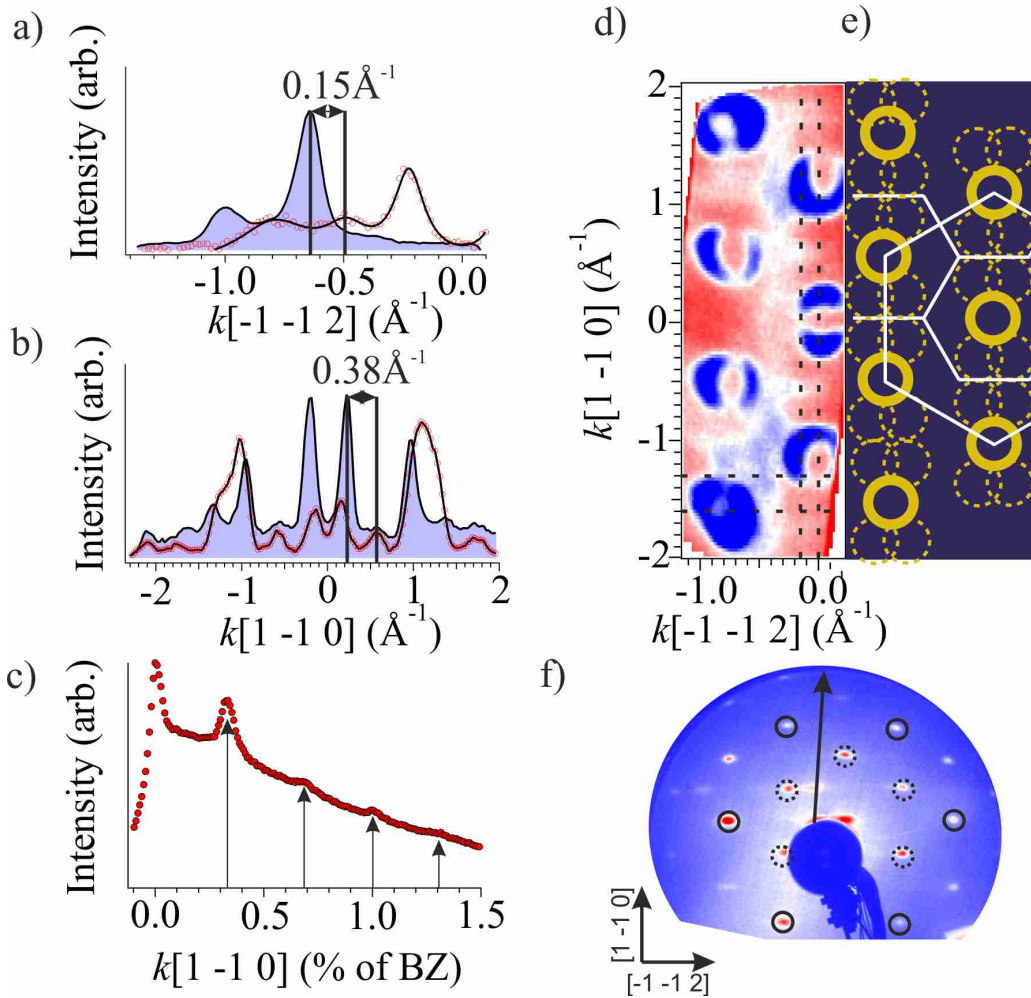 a)
Intensity (arb.)
0.15Å⁻¹
-1.0 -0.5 0.0
k[-1 -1 2] (Å⁻¹)
b)
Intensity (arb.)
0.38Å⁻¹
-2 -1 0 1 2
k[1 -1 0] (Å⁻¹)
c)
Intensity (arb.)
0.0 0.5 1.0 1.5
k[1 -1 0] (% of BZ)
d)
k[1 -1 0] (Å⁻¹)
2
1
0
-1
-2
-1.0 0.0
k[-1 -1 2] (Å⁻¹)
e)
f)
[1 -1 0]
[-1 -1 2]